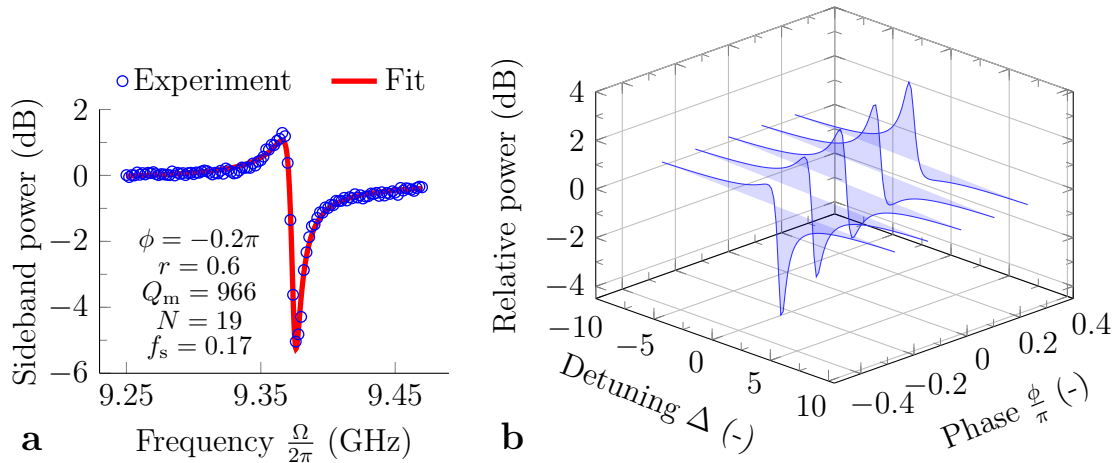 Experiment Fit
Sideband power (dB)
2
0
−2
−4
−6
ϕ = −0.2π
r = 0.6
Qm = 966
N = 19
fs = 0.17
9.25 9.35 9.45
a Frequency Ω/2π (GHz)
Relative power (dB)
4
2
0
−2
−4
−10 −5 0 5 10
Detuning Δ (-)
−0.4 −0.2 0 0.2 0.4
Phase ϕ/π (-)
b